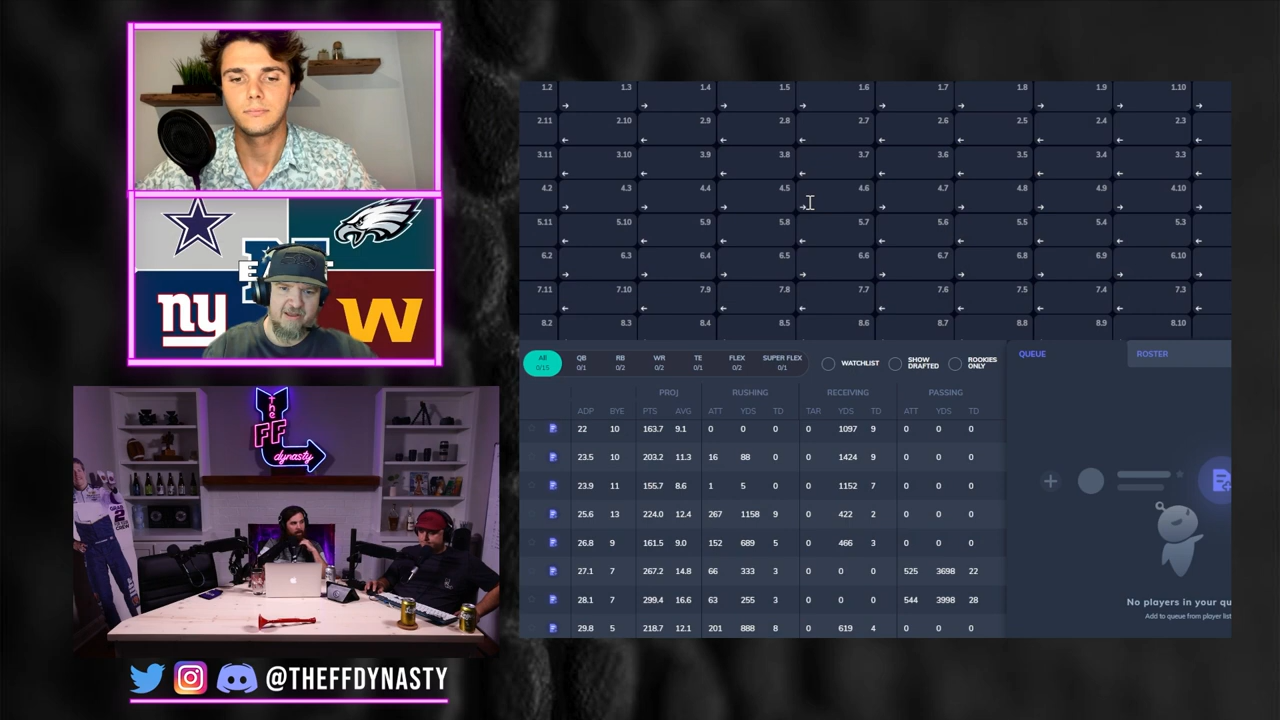 1.2 1.3 1.4 1.5 1.6 1.7 1.8 1.9 1.10
2.11 2.10 2.9 2.8 2.7 2.6 2.5 2.4 2.3
3.11 3.10 3.9 3.8 3.7 3.6 3.5 3.4 3.3
4.2 4.3 4.4 4.5 4.6 4.7 4.8 4.9 4.10
5.11 5.10 5.9 5.8 5.7 5.6 5.5 5.4 5.3
6.2 6.3 6.4 6.5 6.6 6.7 6.8 6.9 6.10
7.11 7.10 7.9 7.8 7.7 7.6 7.5 7.4 7.3
8.2 8.3 8.4 8.5 8.6 8.7 8.8 8.9 8.10
All QB RB WR TE FLEX SUPER FLEX WATCHLIST SHOW DRAFTED ROOKIES ONLY
0/15 0/1 0/2 0/2 0/1 0/2 0/1
QUEUE ROSTER
PROJ RUSHING RECEIVING PASSING
ADP BYE PTS AVG ATT YDS TD TAR YDS TD ATT YDS TD
22 10 163.7 9.1 0 0 0 0 1097 9 0 0 0
23.5 10 203.2 11.3 16 88 0 0 1424 9 0 0 0
23.9 11 155.7 8.6 1 5 0 0 1152 7 0 0 0
25.6 13 224.0 12.4 267 1158 9 0 422 2 0 0 0
26.8 9 161.5 9.0 152 689 5 0 466 3 0 0 0
27.1 7 267.2 14.8 66 333 3 0 0 0 525 3698 22
28.1 7 299.4 16.6 63 255 3 0 0 0 544 3998 28
29.8 5 218.7 12.1 201 888 8 0 619 4 0 0 0
No players in your qu
Add to queue from player list
ny
W
the
FF
dynasty
@THEFFDYNASTY